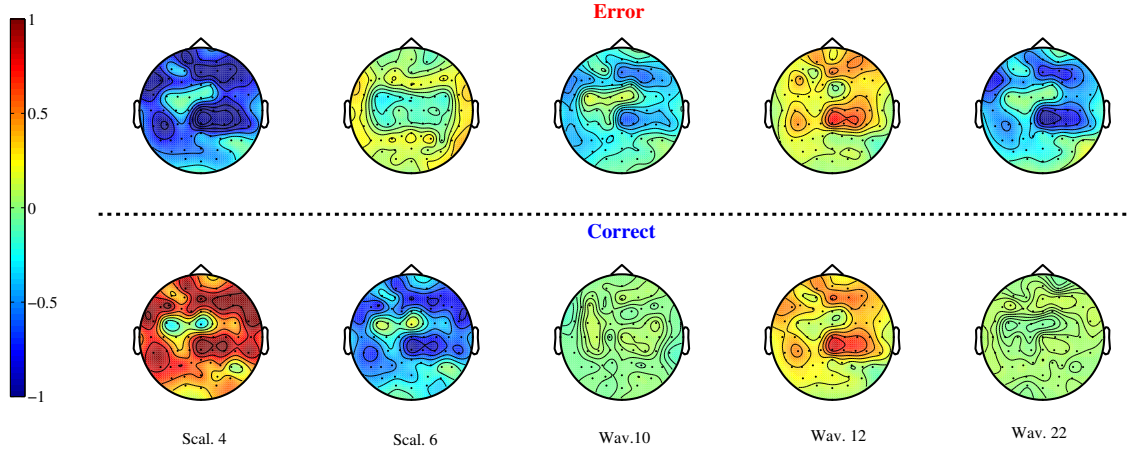 Error
1
0.5
0
−0.5
−1
Correct
Scal. 4
Scal. 6
Wav.10
Wav. 12
Wav. 22